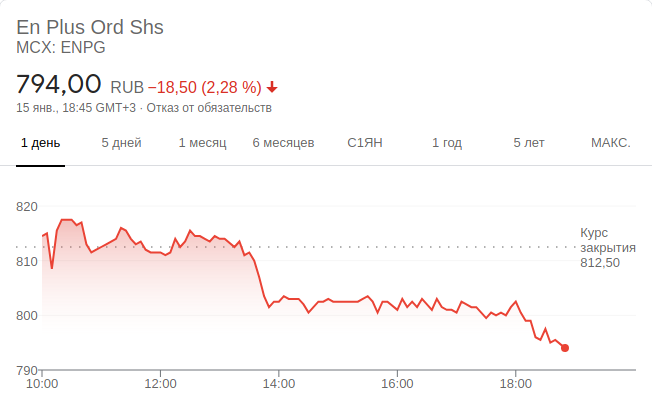 En Plus Ord Shs
MCX: ENPG
794,00 RUB −18,50 (2,28 %)
15 янв., 18:45 GMT+3 · Отказ от обязательств
1 день 5 дней 1 месяц 6 месяцев С1ЯН 1 год 5 лет МАКС.
820
Курс
закрытия
812,50
810
800
790
10:00 12:00 14:00 16:00 18:00